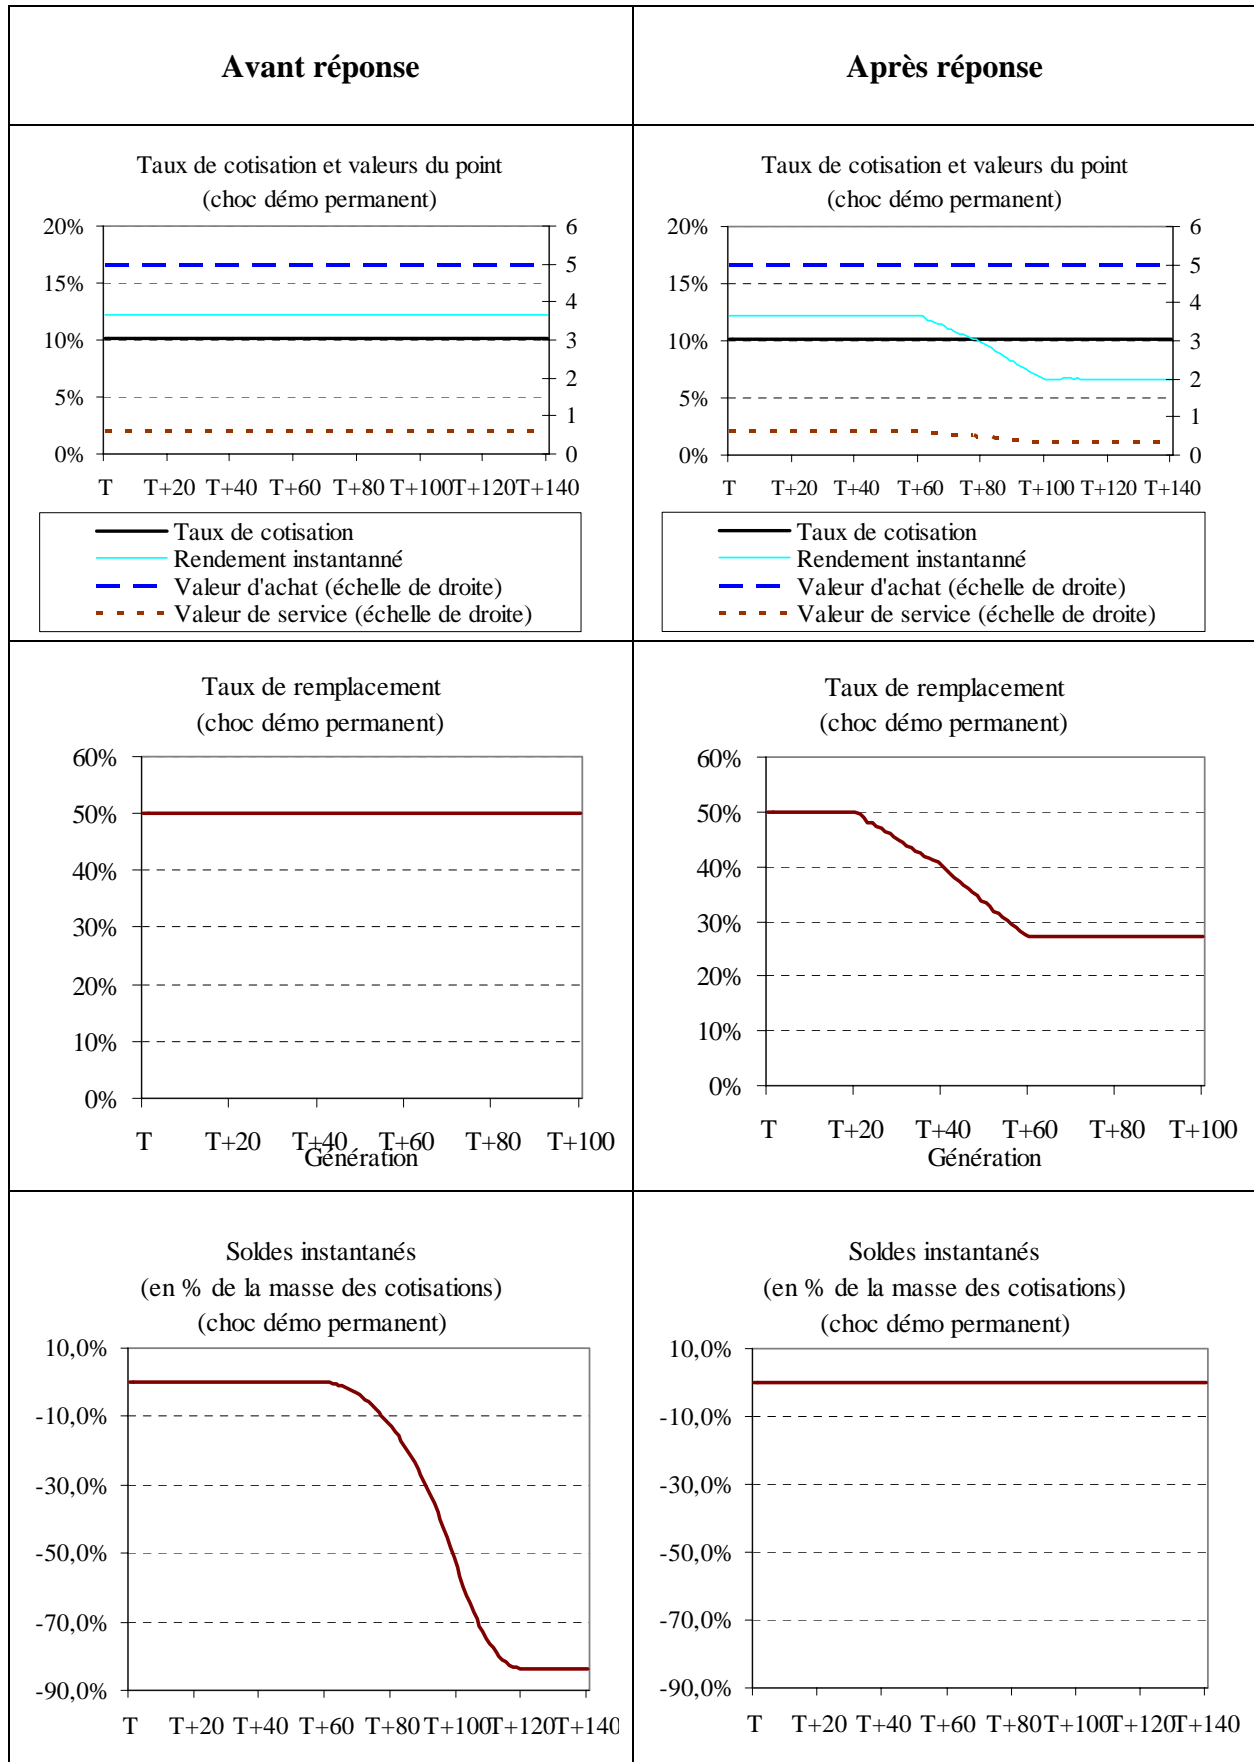 Avant réponse
Après réponse
Taux de cotisation et valeurs du point
(choc démo permanent)
20%
15%
10%
5%
0%
6
5
4
3
2
1
0
T T+20 T+40 T+60 T+80 T+100 T+120 T+140
Taux de cotisation
Rendement instantanné
Valeur d'achat (échelle de droite)
Valeur de service (échelle de droite)
Taux de cotisation et valeurs du point
(choc démo permanent)
20%
15%
10%
5%
0%
6
5
4
3
2
1
0
T T+20 T+40 T+60 T+80 T+100 T+120 T+140
Taux de cotisation
Rendement instantanné
Valeur d'achat (échelle de droite)
Valeur de service (échelle de droite)
Taux de remplacement
(choc démo permanent)
60%
50%
40%
30%
20%
10%
0%
T T+20 T+40 T+60 T+80 T+100
Génération
Taux de remplacement
(choc démo permanent)
60%
50%
40%
30%
20%
10%
0%
T T+20 T+40 T+60 T+80 T+100
Génération
Soldes instantanés
(en % de la masse des cotisations)
(choc démo permanent)
10,0%
-10,0%
-30,0%
-50,0%
-70,0%
-90,0%
T T+20 T+40 T+60 T+80 T+100 T+120 T+140
Soldes instantanés
(en % de la masse des cotisations)
(choc démo permanent)
10,0%
-10,0%
-30,0%
-50,0%
-70,0%
-90,0%
T T+20 T+40 T+60 T+80 T+100 T+120 T+140